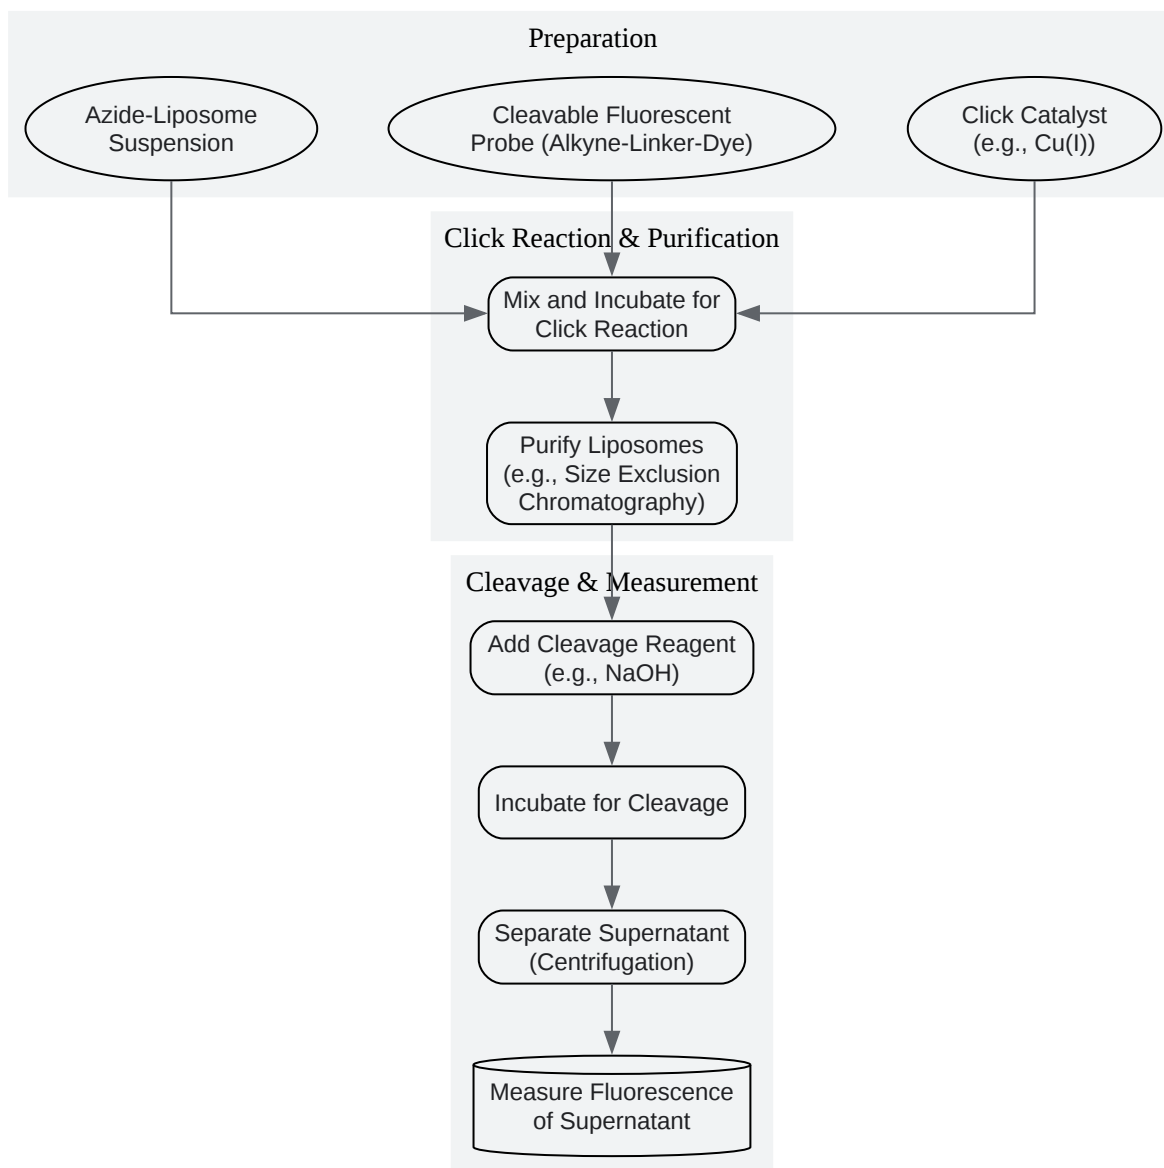 Preparation
Azide-Liposome
Suspension
Cleavable Fluorescent
Probe (Alkyne-Linker-Dye)
Click Catalyst
(e.g., Cu(I))
Click Reaction & Purification
Mix and Incubate for
Click Reaction
Purify Liposomes
(e.g., Size Exclusion
Chromatography)
Cleavage & Measurement
Add Cleavage Reagent
(e.g., NaOH)
Incubate for Cleavage
Separate Supernatant
(Centrifugation)
Measure Fluorescence
of Supernatant